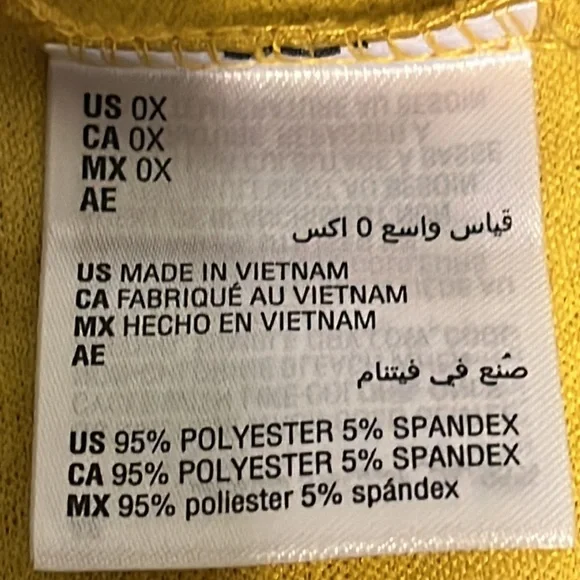 US 0X
CA 0X
MX 0X
AE
قياس واسع 0 اكس
US MADE IN VIETNAM
CA FABRIQUÉ AU VIETNAM
MX HECHO EN VIETNAM
AE
صُنع في فيتنام
US 95% POLYESTER 5% SPANDEX
CA 95% POLYESTER 5% SPANDEX
MX 95% poliester 5% spándex